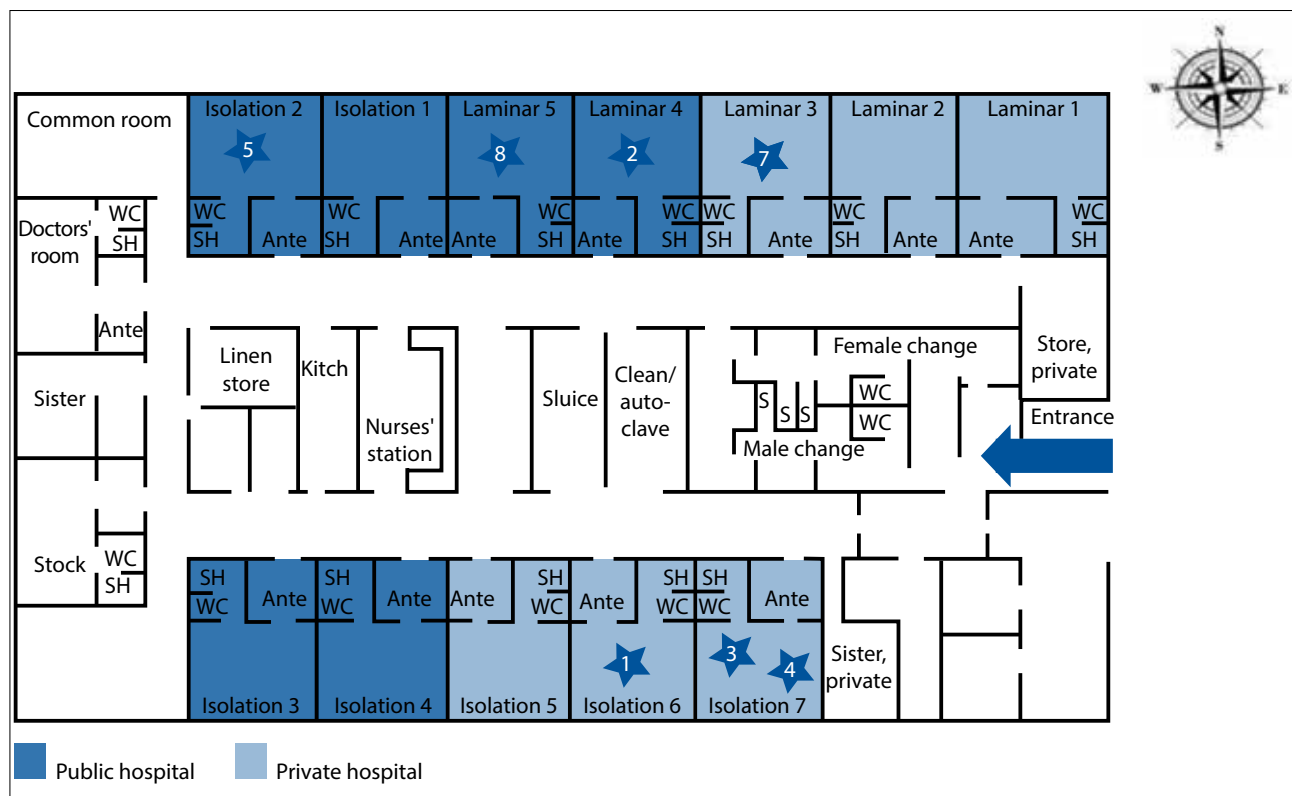 N
W E
S
Common room
Isolation 2
Isolation 1
Laminar 5
Laminar 4
Laminar 3
Laminar 2
Laminar 1
5
8
2
7
Doctors'
room
WC
SH
WC
SH
Ante
WC
SH
Ante
Ante
WC
SH
Ante
WC
SH
WC
SH
Ante
WC
SH
Ante
Ante
WC
SH
Ante
Sister
Stock
WC
SH
Linen
store
Kitch
Nurses'
station
Sluice
Clean/
auto-
clave
Female change
S
S
S
WC
WC
Male change
Store,
private
Entrance
SH
WC
Ante
SH
WC
Ante
Ante
SH
WC
Ante
SH
WC
SH
WC
Ante
1
3
4
Isolation 3
Isolation 4
Isolation 5
Isolation 6
Isolation 7
Sister,
private
Public hospital
Private hospital